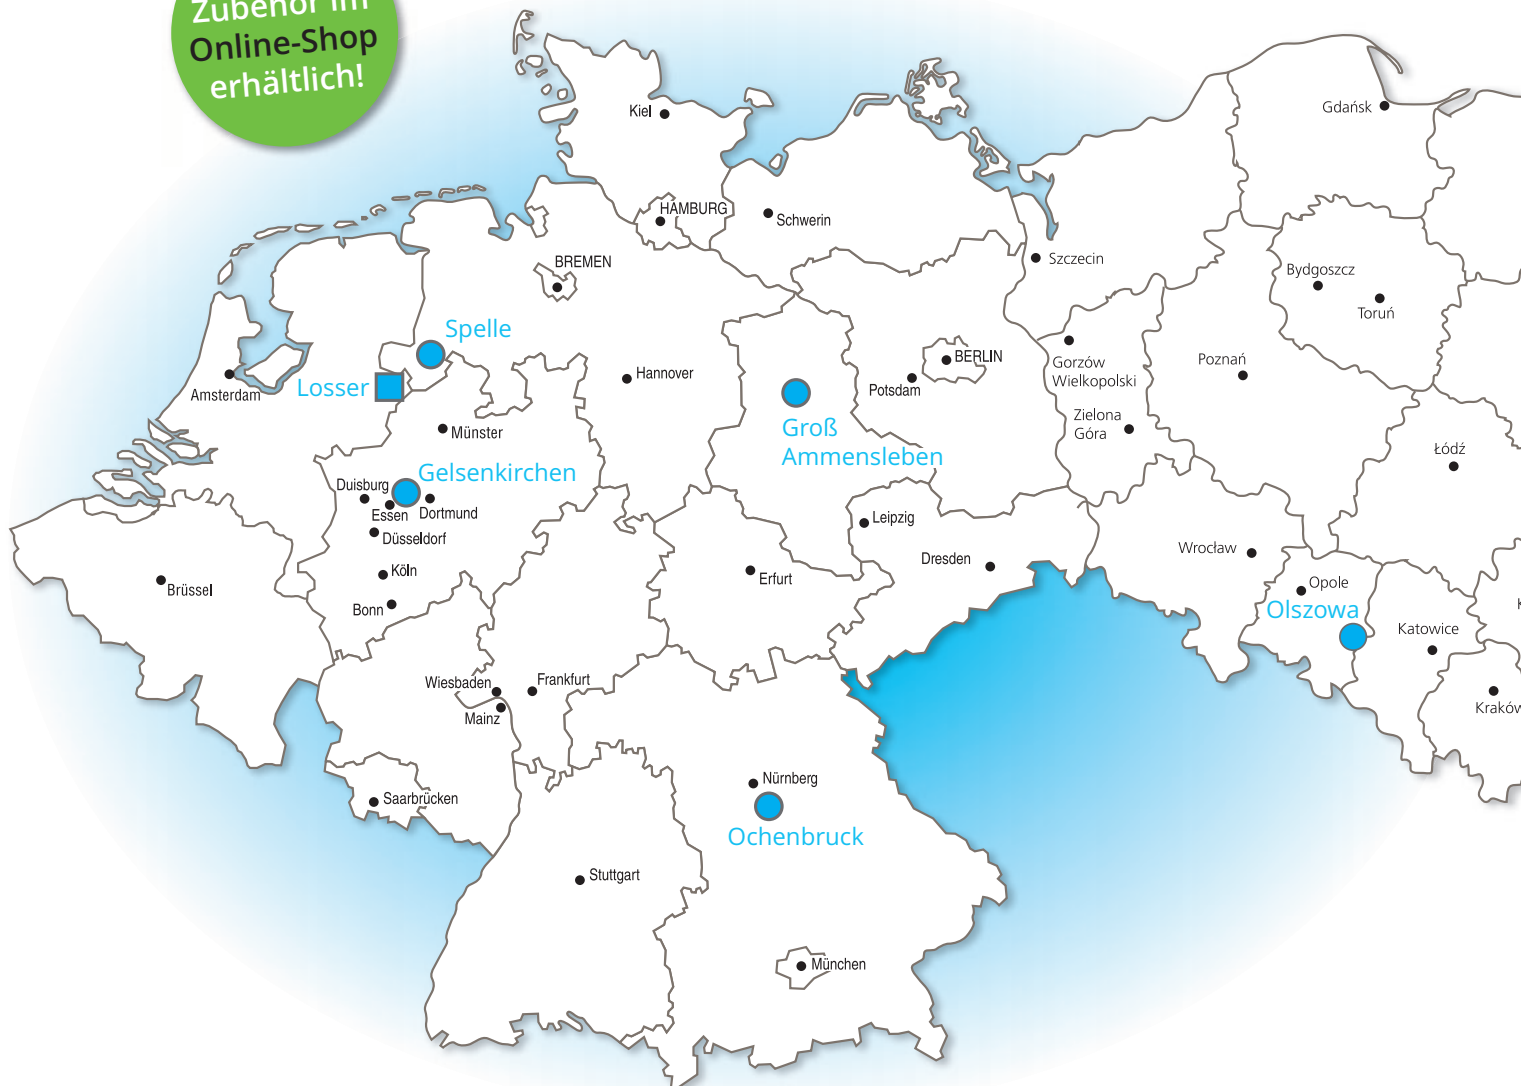 Zubehör im
Online-Shop
erhältlich!
Kiel
Gdańsk
HAMBURG
Schwerin
BREMEN
Szczecin
Bydgoszcz
Toruń
Spelle
Losser
Amsterdam
Hannover
BERLIN
Potsdam
Gorzów
Wielkopolski
Poznań
Zielona
Góra
Münster
Groß
Ammensleben
Łódź
Gelsenkirchen
Duisburg
Essen
Dortmund
Düsseldorf
Leipzig
Dresden
Wrocław
Brüssel
Köln
Bonn
Erfurt
Opole
Olszowa
Katowice
Wiesbaden
Frankfurt
Mainz
Kraków
Nürnberg
Saarbrücken
Ochenbruck
Stuttgart
München